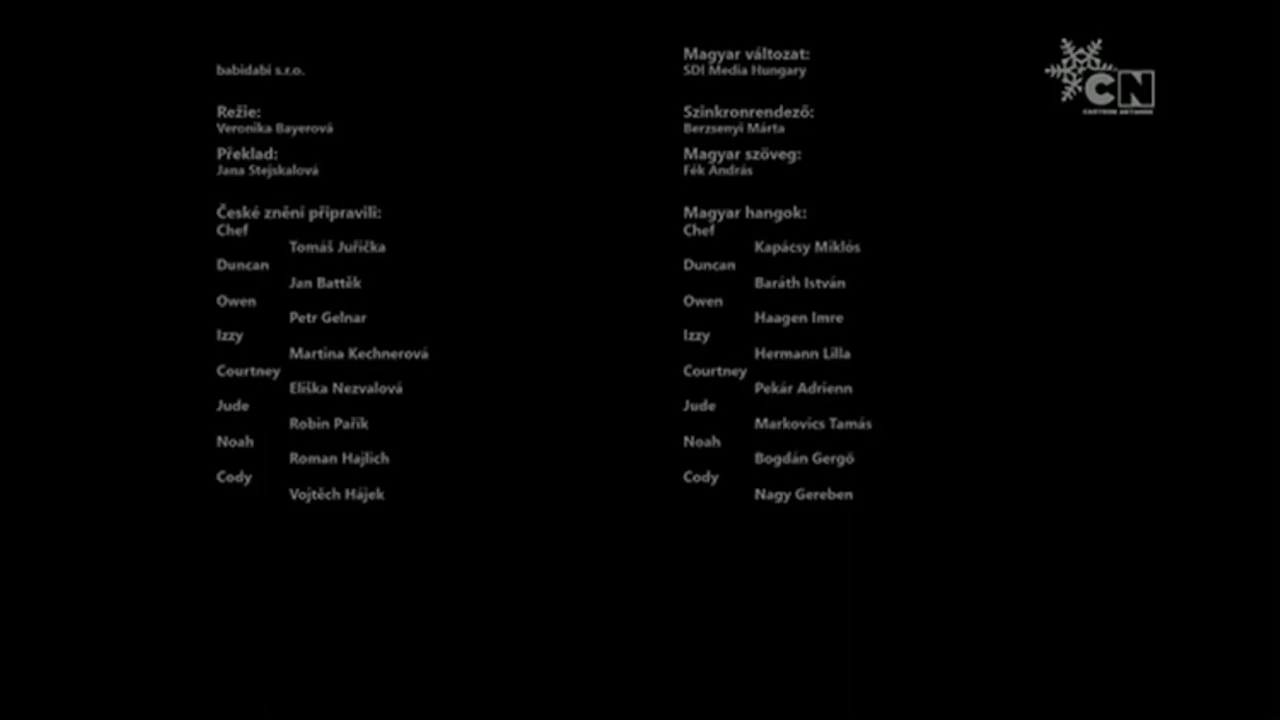 babidabi s.r.o.
Režie:
Veronika Bayerová
Překlad:
Jana Stejskalová
České znění připravili:
Chef
Tomáš Juřička
Duncan
Jan Battěk
Owen
Petr Gelnar
Izzy
Martina Kechnerová
Courtney
Eliška Nezvalová
Jude
Robin Pařík
Noah
Roman Hajlich
Cody
Vojtěch Hájek
Magyar változat:
SDI Media Hungary
Szinkronrendező:
Berzsenyi Márta
Magyar szöveg:
Fék András
Magyar hangok:
Chef
Kapácsy Miklós
Duncan
Baráth István
Owen
Haagen Imre
Izzy
Hermann Lilla
Courtney
Pekár Adrienn
Jude
Markovics Tamás
Noah
Bogdán Gergő
Cody
Nagy Gereben
CN
CARTOON NETWORK